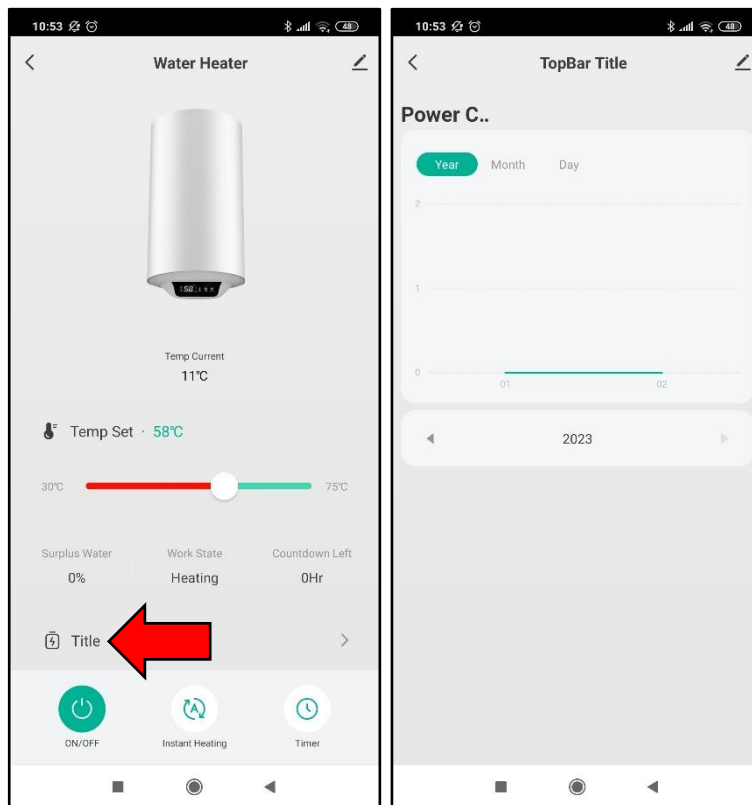 10:53
48
Water Heater
58
Temp Current
11°C
Temp Set · 58°C
30°C
75°C
Surplus Water
Work State
Countdown Left
0%
Heating
0Hr
Title
ON/OFF
Instant Heating
Timer
10:53
48
TopBar Title
Power C..
Year Month Day
2
1
0
01
02
2023